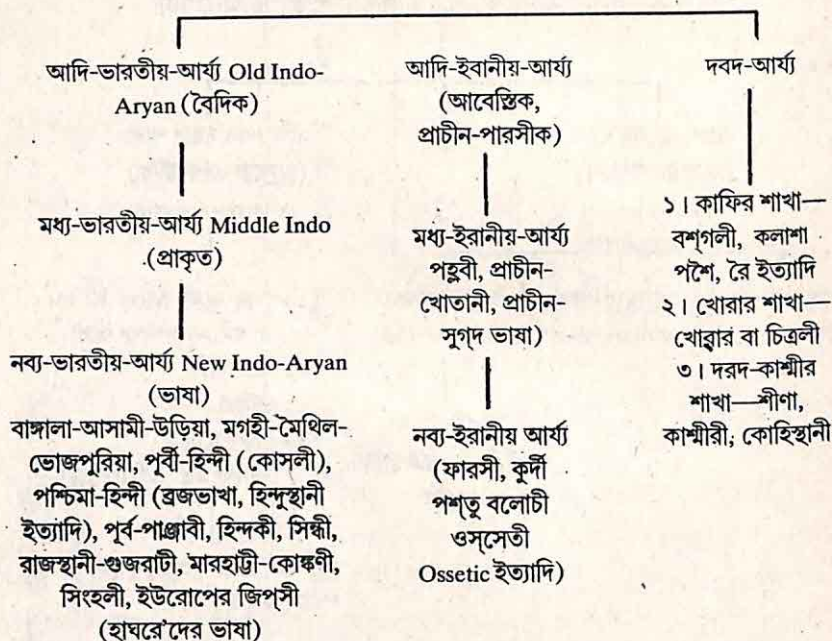 আদি-ভারতীয়-আর্য্য Old Indo-
Aryan (বৈদিক)
মধ্য-ভারতীয়-আর্য্য Middle Indo
(প্রাকৃত)
নব্য-ভারতীয়-আর্য্য New Indo-Aryan
(ভাষা)
বাঙ্গালা-আসামী-উড়িয়া, মগহী-মৈথিল-
ভোজপুরিয়া, পূর্বী-হিন্দী (কোসলী),
পশ্চিমা-হিন্দী (ব্রজভাখা, হিন্দুস্থানী
ইত্যাদি), পূর্ব-পাঞ্জাবী, হিন্দকী, সিন্ধী,
রাজস্থানী-গুজরাটী, মারহাট্টী-কোঙ্কণী,
সিংহলী, ইউরোপের জিপ্‌সী
(হাঘরে'দের ভাষা)
আদি-ইবানীয়-আর্য্য
(আবেস্তিক,
প্রাচীন-পারসীক)
মধ্য-ইরানীয়-আর্য্য
পহ্লবী, প্রাচীন-
খোতানী, প্রাচীন-
সুগ্‌দ ভাষা)
নব্য-ইরানীয় আর্য্য
(ফারসী, কুর্দী
পশ্‌তু বলোচী
ওস্‌সেতী
Ossetic ইত্যাদি)
দবদ-আর্য্য
১। কাফির শাখা—
বশ্‌গলী, কলাশা
পশৈ, রৈ ইত্যাদি
২। খোরার শাখা—
খোৱার বা চিত্রলী
৩। দরদ-কাশ্মীর
শাখা—শীণা,
কাশ্মীরী, কোহিস্থানী